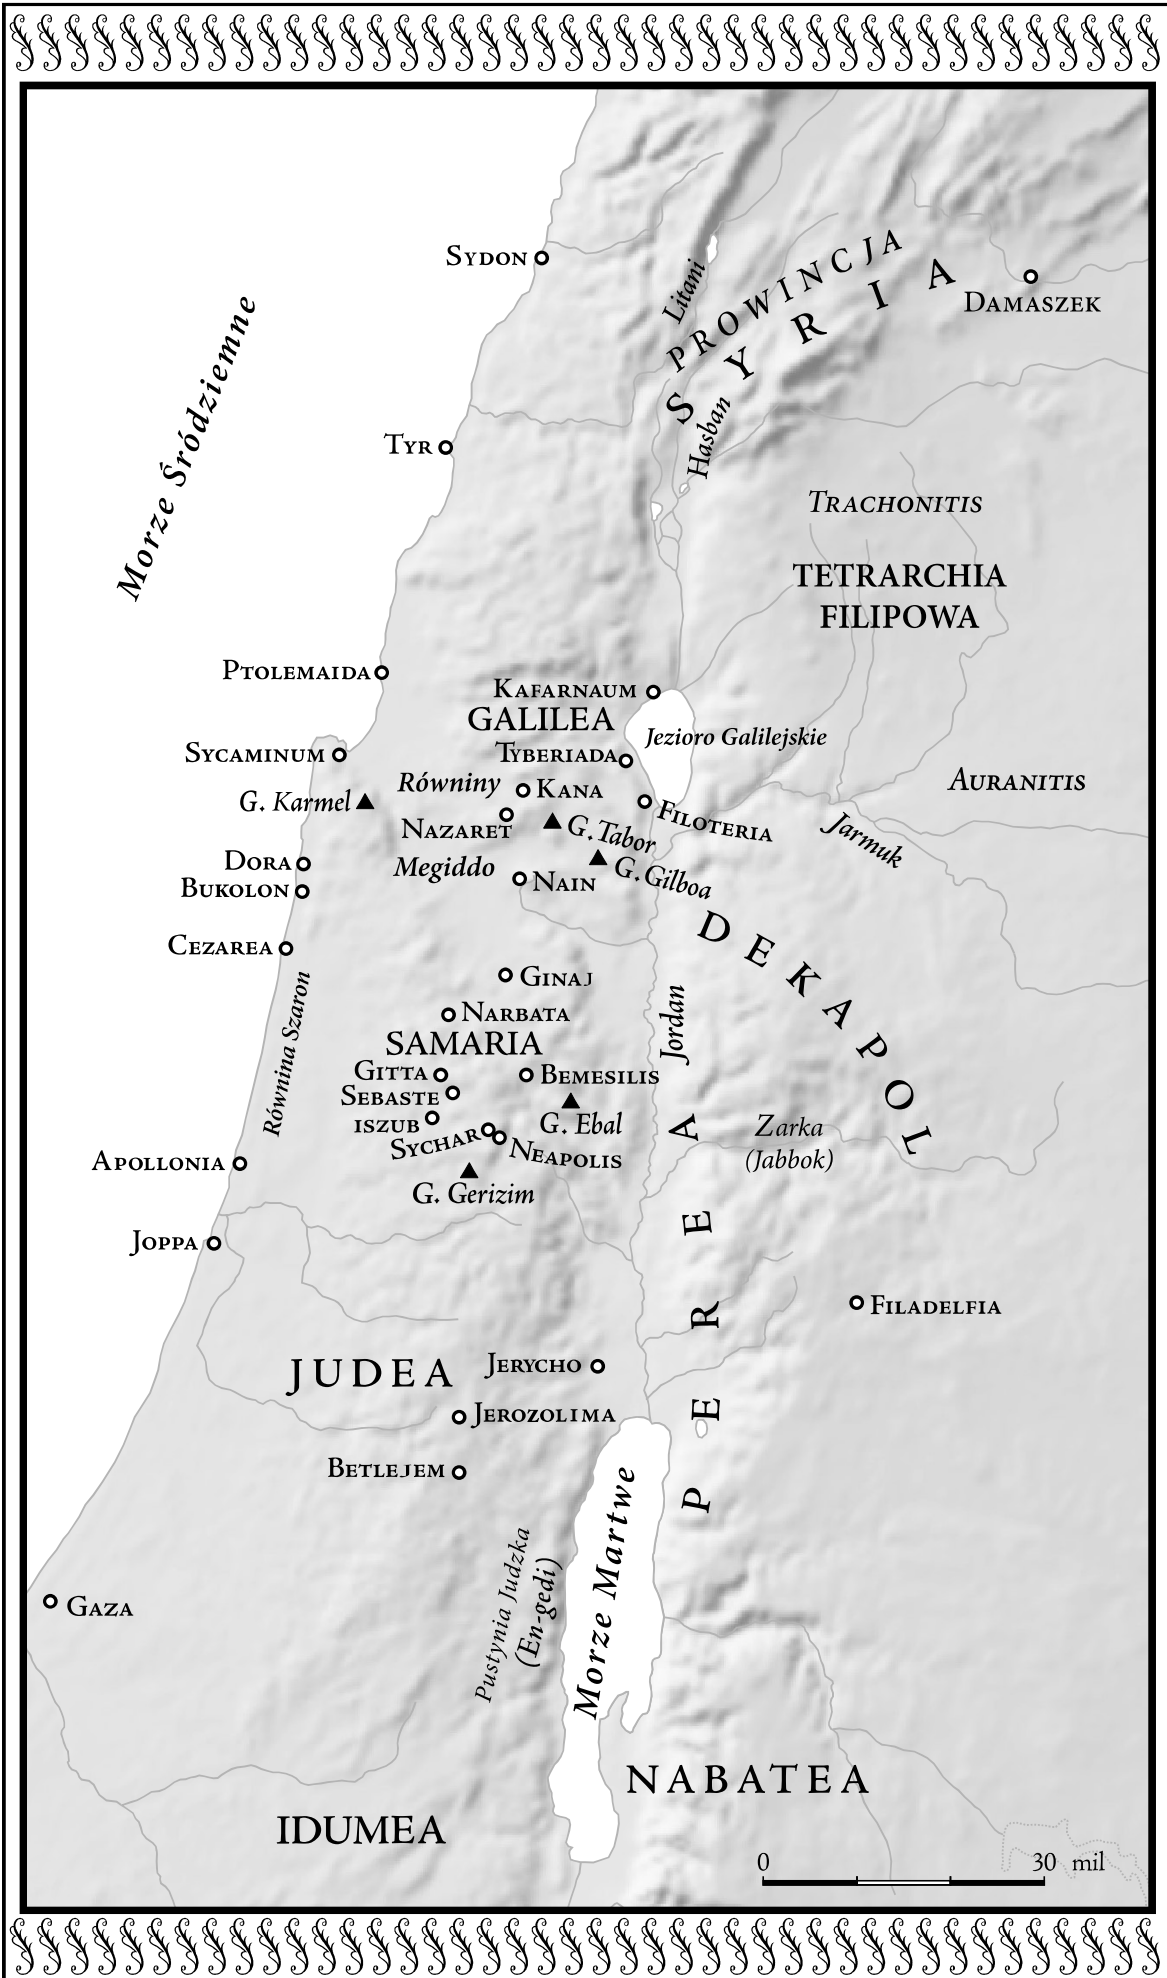 SYDON
Litani
PROWINCJA
SYRIA
DAMASZEK
Morze Śródziemne
TYR
Hasban
TRACHONITIS
TETRARCHIA
FILIPOWA
PTOLEMAIDA
KAFARNAUM
GALILEA
Jezioro Galilejskie
SYCAMINUM
TYBERIADA
Równiny
KANA
AURANITIS
G. Karmel
NAZARET
G. Tabor
FILOTERIA
Jarmuk
DORA
Megiddo
NAIN
G. Gilboa
BUKOLON
DEKAPOL
CEZAREA
GINAJ
Równina Szaron
NARBATA
Jordan
SAMARIA
GITTA
BEMESILIS
SEBASTE
ISZUB
G. Ebal
Zarka
(Jabbok)
SYCHAR
NEAPOLIS
APOLLONIA
G. Gerizim
JOPPA
PEREA
FILADELFIA
JUDEA
JERYCHO
JEROZOLIMA
BETLEJEM
Morze Martwe
Pustynia Judzka
(En-gedi)
GAZA
NABATEA
IDUMEA
0 30 mil